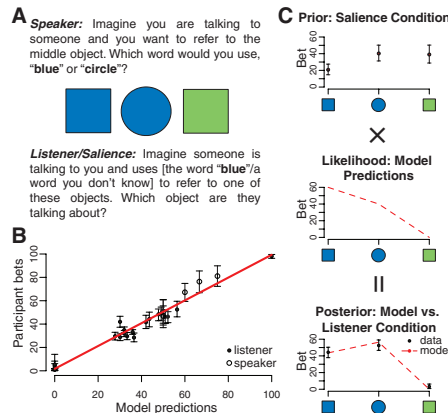 A
Speaker: Imagine you are talking to
someone and you want to refer to the
middle object. Which word would you use,
"blue" or "circle"?
Listener/Salience: Imagine someone is
talking to you and uses [the word "blue"/a
word you don't know] to refer to one of
these objects. Which object are they
talking about?
B
Participant bets
0 20 40 60 80 100
listener
speaker
0 20 40 60 80 100
Model predictions
C
Prior: Salience Condition
Bet
0 20 40 60
×
Likelihood: Model
Predictions
Bet
0 20 40 60
=
Posterior: Model vs.
Listener Condition
Bet
0 20 40 60
data
model